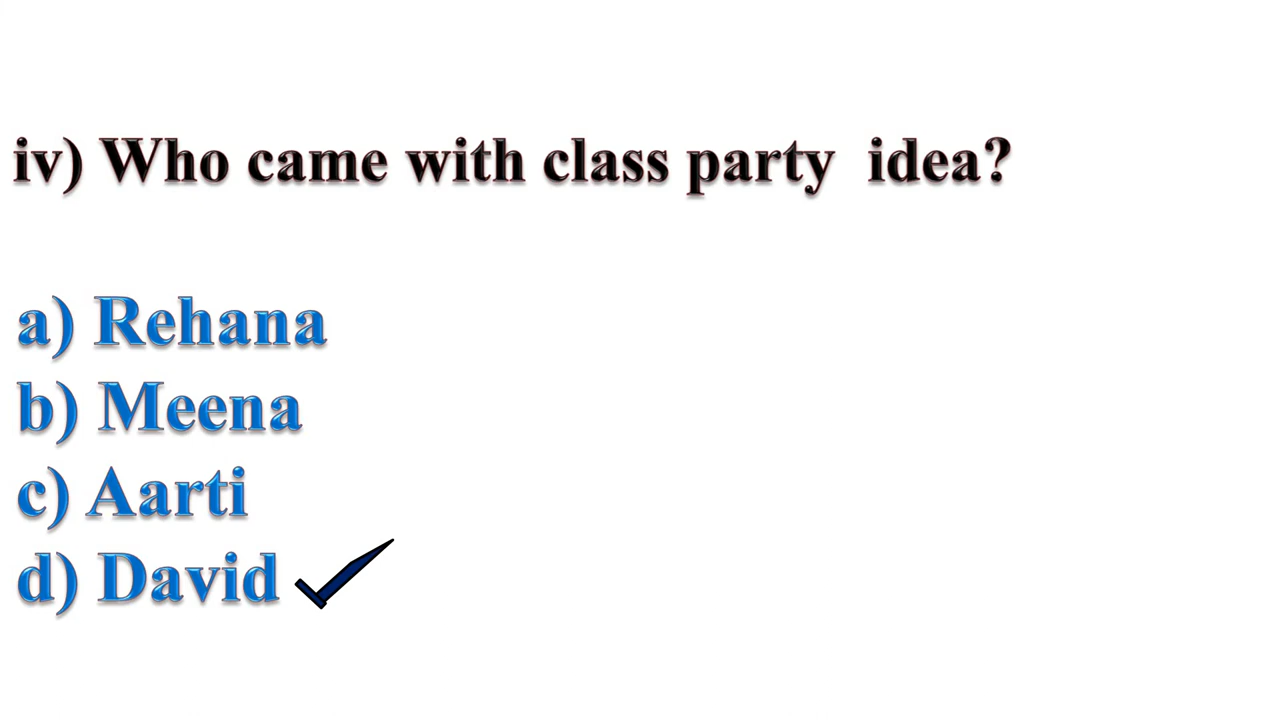 iv) Who came with class party  idea?
a) Rehana
b) Meena
c) Aarti
d) David